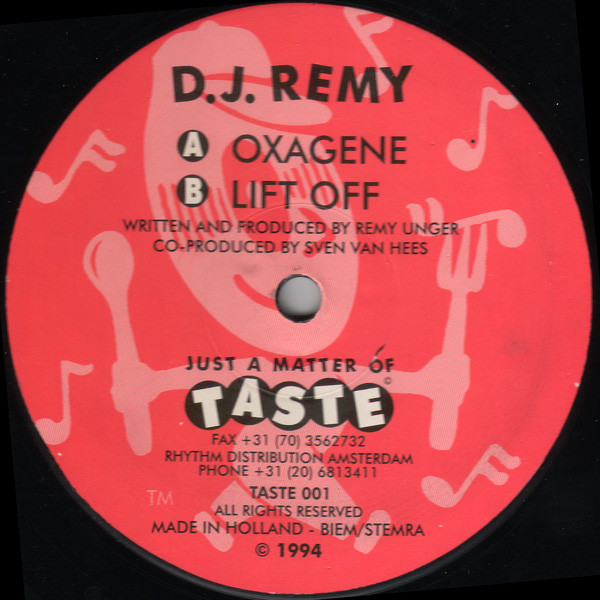 D.J. REMY
A OXAGENE
B LIFT OFF
WRITTEN AND PRODUCED BY REMY UNGER
CO-PRODUCED BY SVEN VAN HEES
JUST A MATTER OF
TASTE ©
FAX +31 (70) 3562732
RHYTHM DISTRIBUTION AMSTERDAM
PHONE +31 (20) 6813411
TM
TASTE 001
ALL RIGHTS RESERVED
MADE IN HOLLAND - BIEM/STEMRA
© 1994